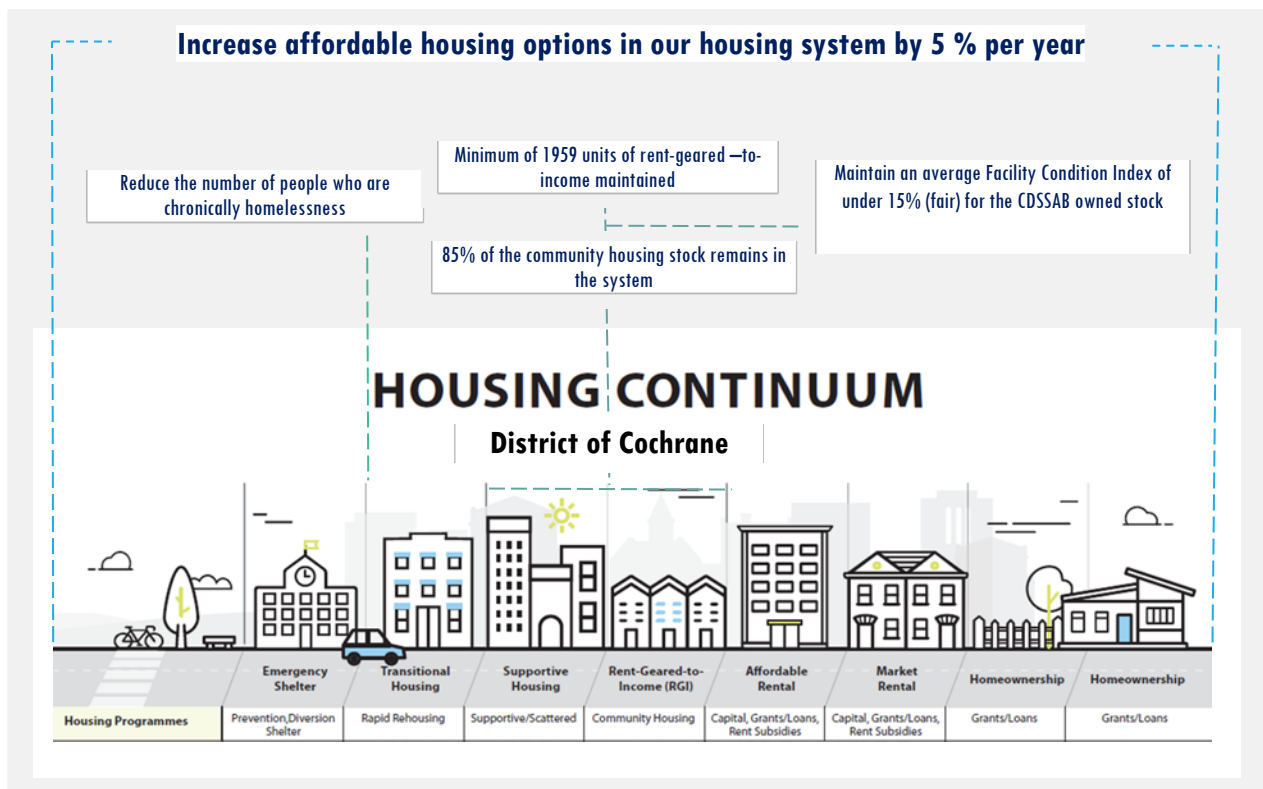 Increase affordable housing options in our housing system by 5 % per year
Minimum of 1959 units of rent-geared –to-
income maintained
Reduce the number of people who are
chronically homelessness
Maintain an average Facility Condition Index of
under 15% (fair) for the CDSSAB owned stock
85% of the community housing stock remains in
the system
HOUSING CONTINUUM
District of Cochrane
Emergency
Shelter
Transitional
Housing
Supportive
Housing
Rent-Geared-to-
Income (RGI)
Affordable
Rental
Market
Rental
Homeownership
Homeownership
Housing Programmes
Prevention,Diversion
Shelter
Rapid Rehousing
Supportive/Scattered
Community Housing
Capital, Grants/Loans,
Rent Subsidies
Capital, Grants/Loans,
Rent Subsidies
Grants/Loans
Grants/Loans